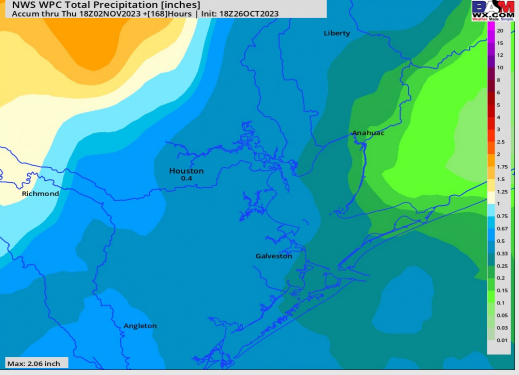 NWS WPC Total Precipitation [inches]
Accum thru Thu 18Z02NOV2023 +[168]Hours | Init: 18Z26OCT2023
BAM
WX.COM
Liberty
Anahuac
Houston
0.4
Richmond
Galveston
Angleton
Max: 2.06 inch
20
15
12
10
8
6
5
4
3
2.5
2
1.75
1.5
1.25
1
0.75
0.67
0.5
0.33
0.25
0.2
0.15
0.1
0.05
0.03
0.01